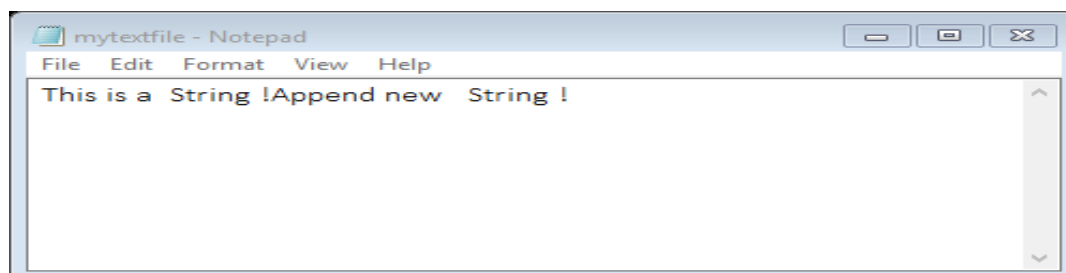 mytextfile - Notepad
File Edit Format View Help
This is a  String !Append new   String !